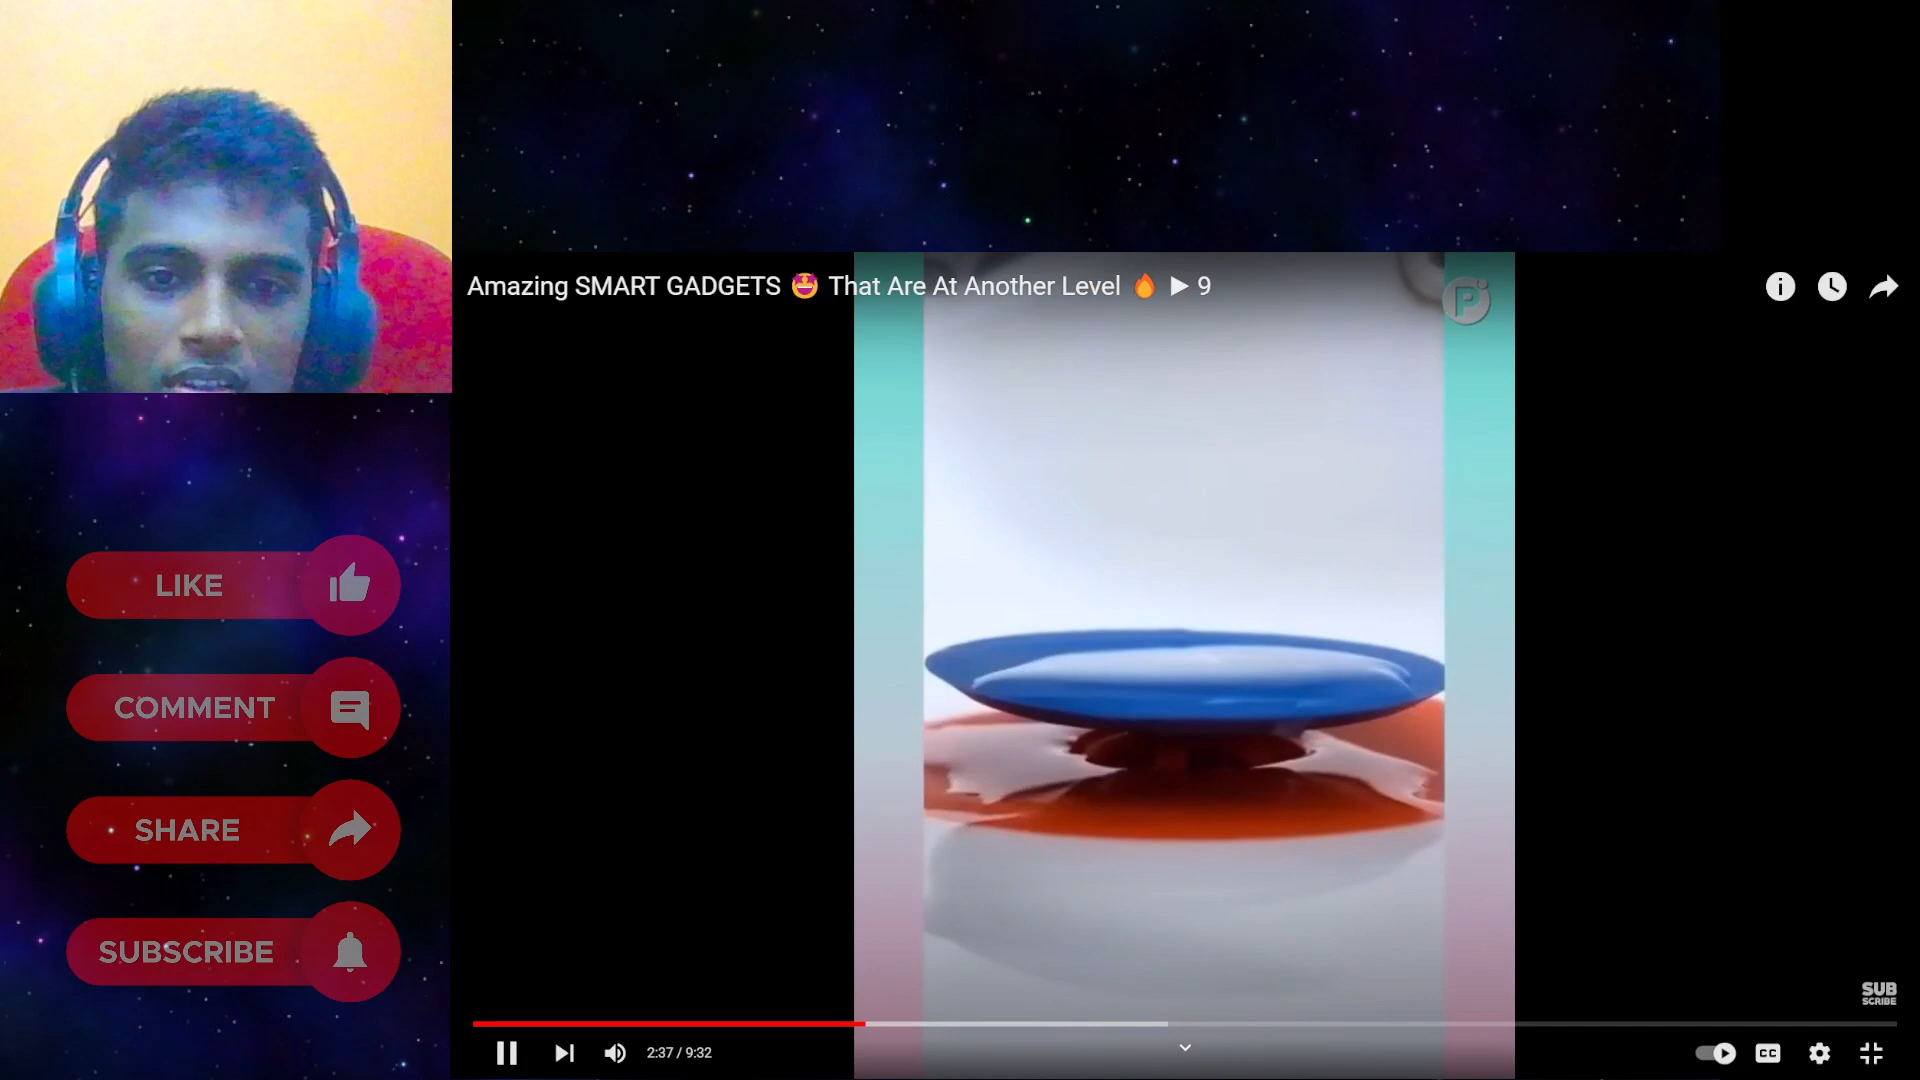 Amazing SMART GADGETS 🤩 That Are At Another Level 🔥 ▶ 9
P
LIKE
COMMENT
SHARE
SUBSCRIBE
SUB
SCRIBE
2:37 / 9:32
CC